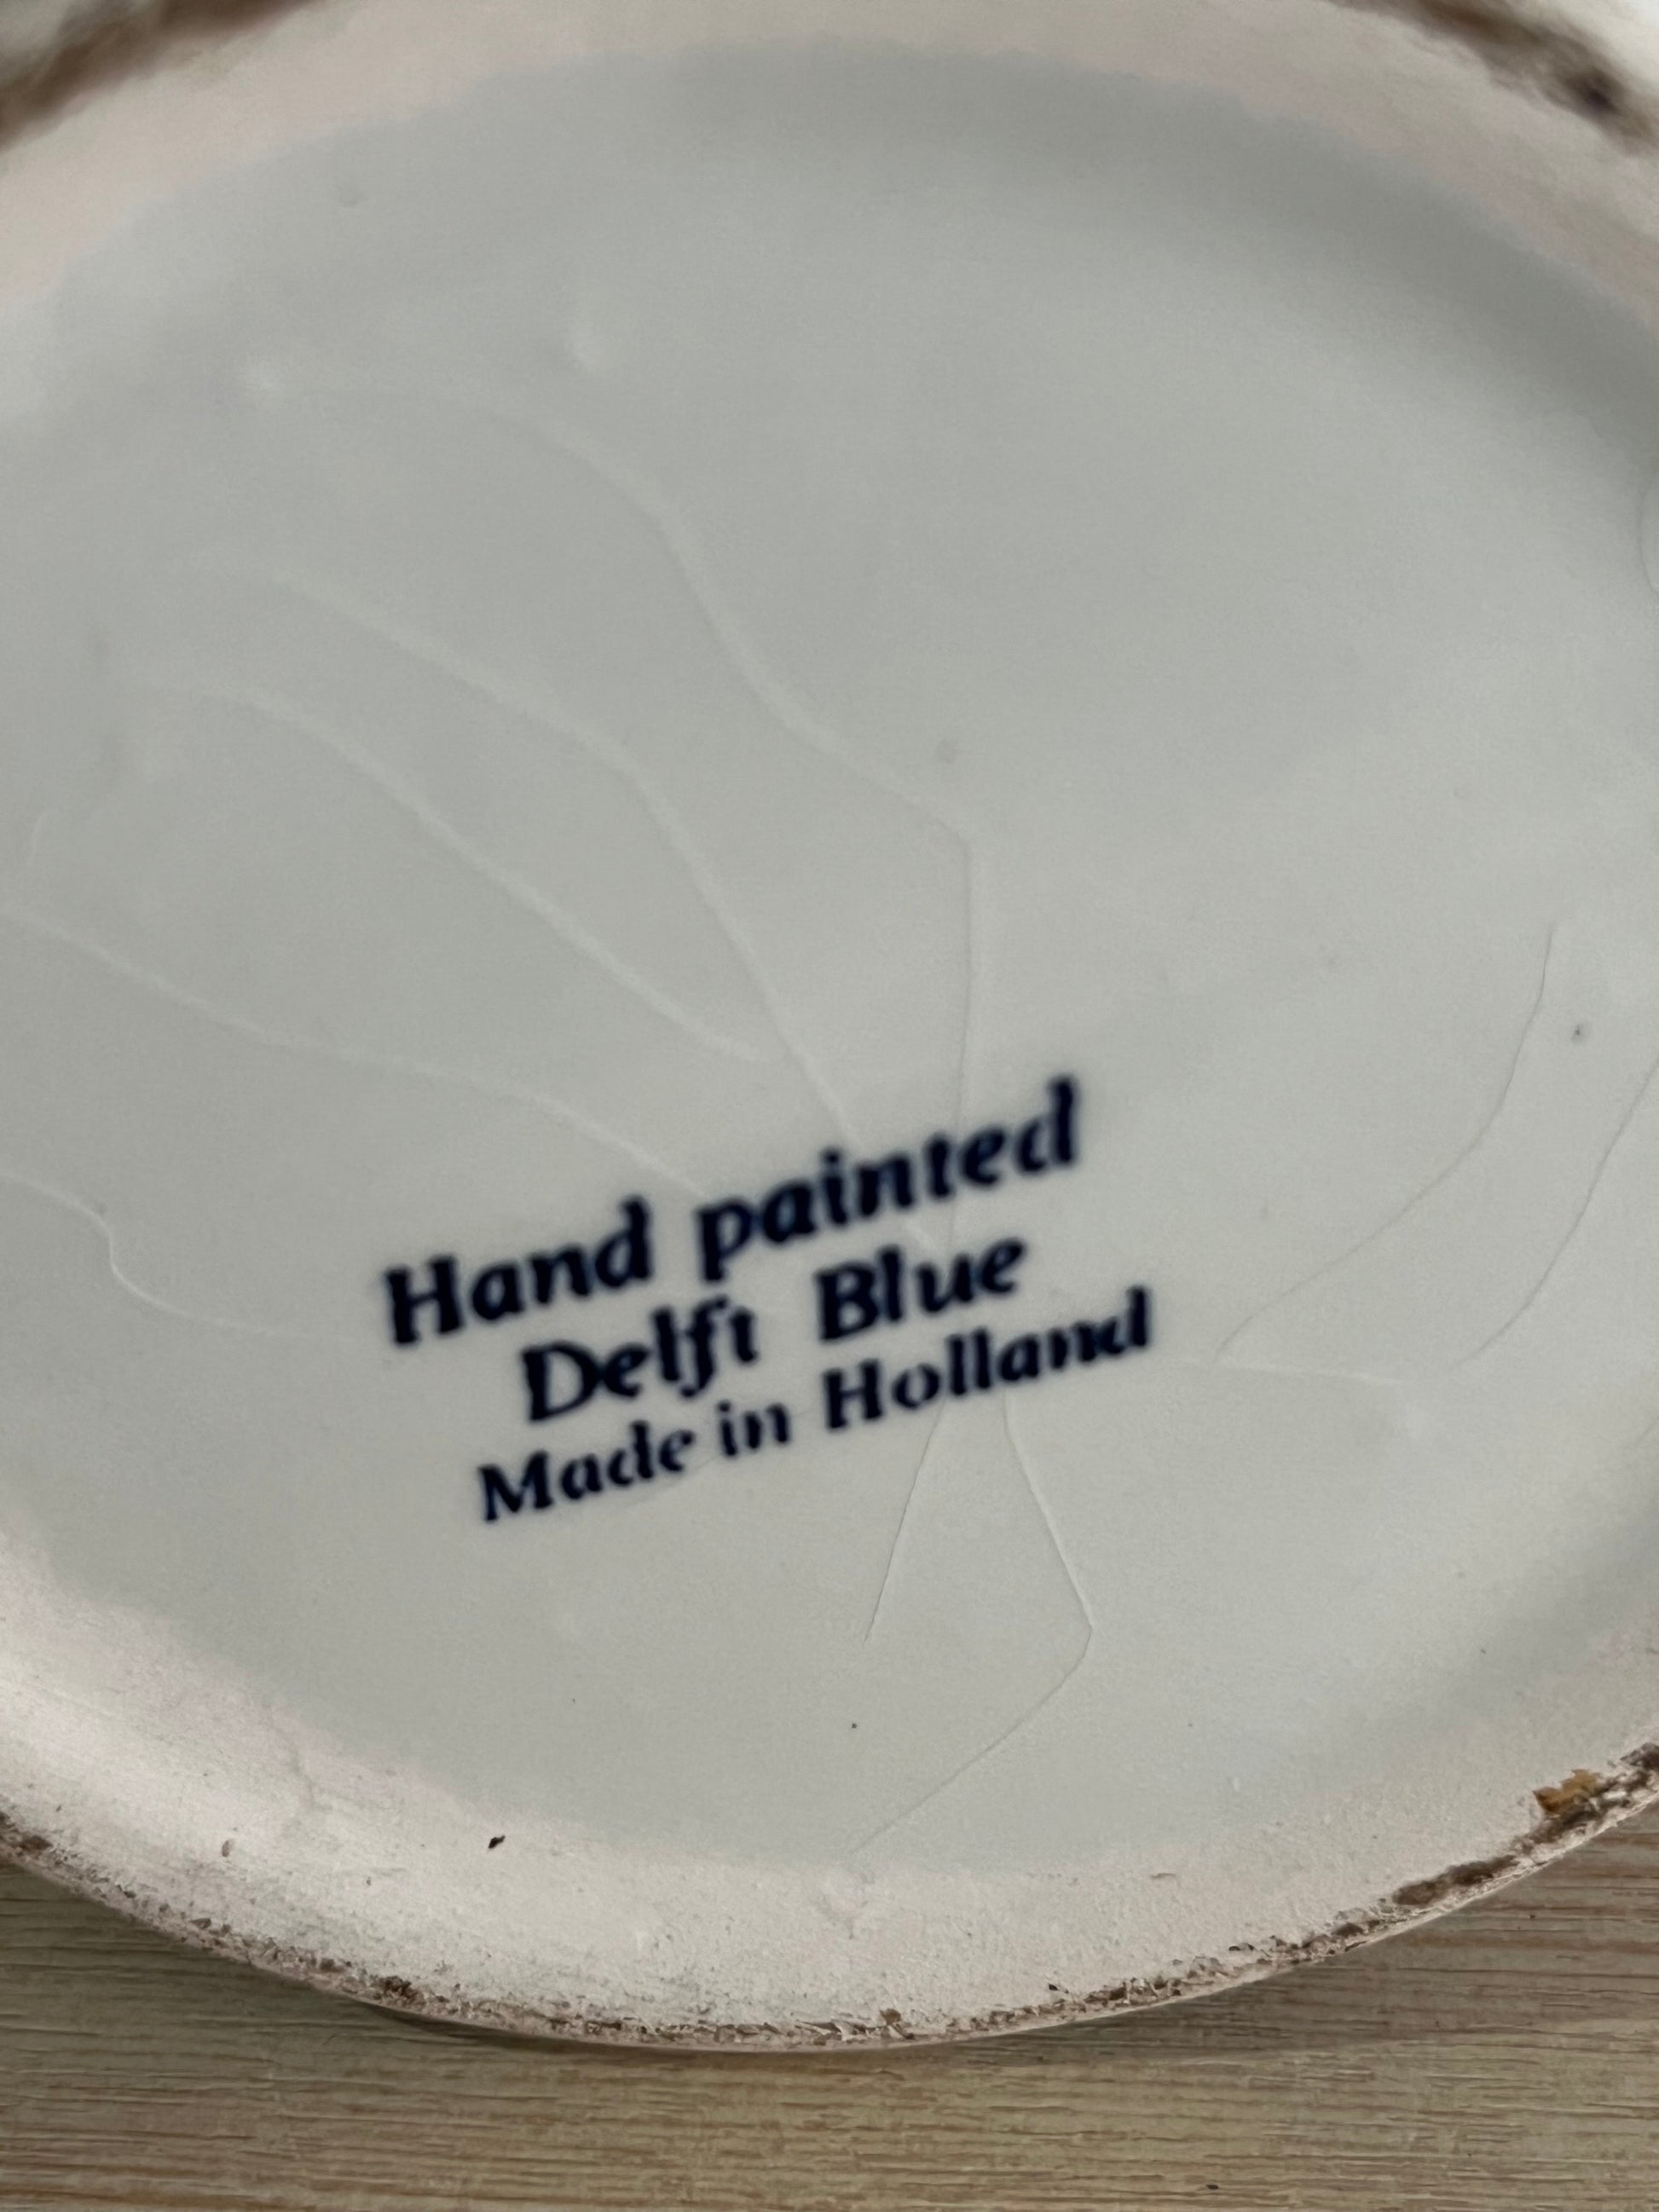 Hand painted
Delft Blue
Made in Holland